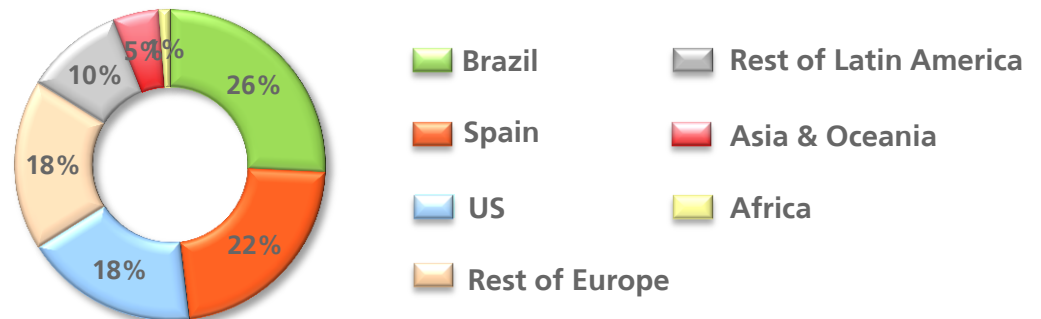 26%
22%
18%
18%
10%
5%
1%
Brazil
Spain
US
Rest of Europe
Rest of Latin America
Asia & Oceania
Africa